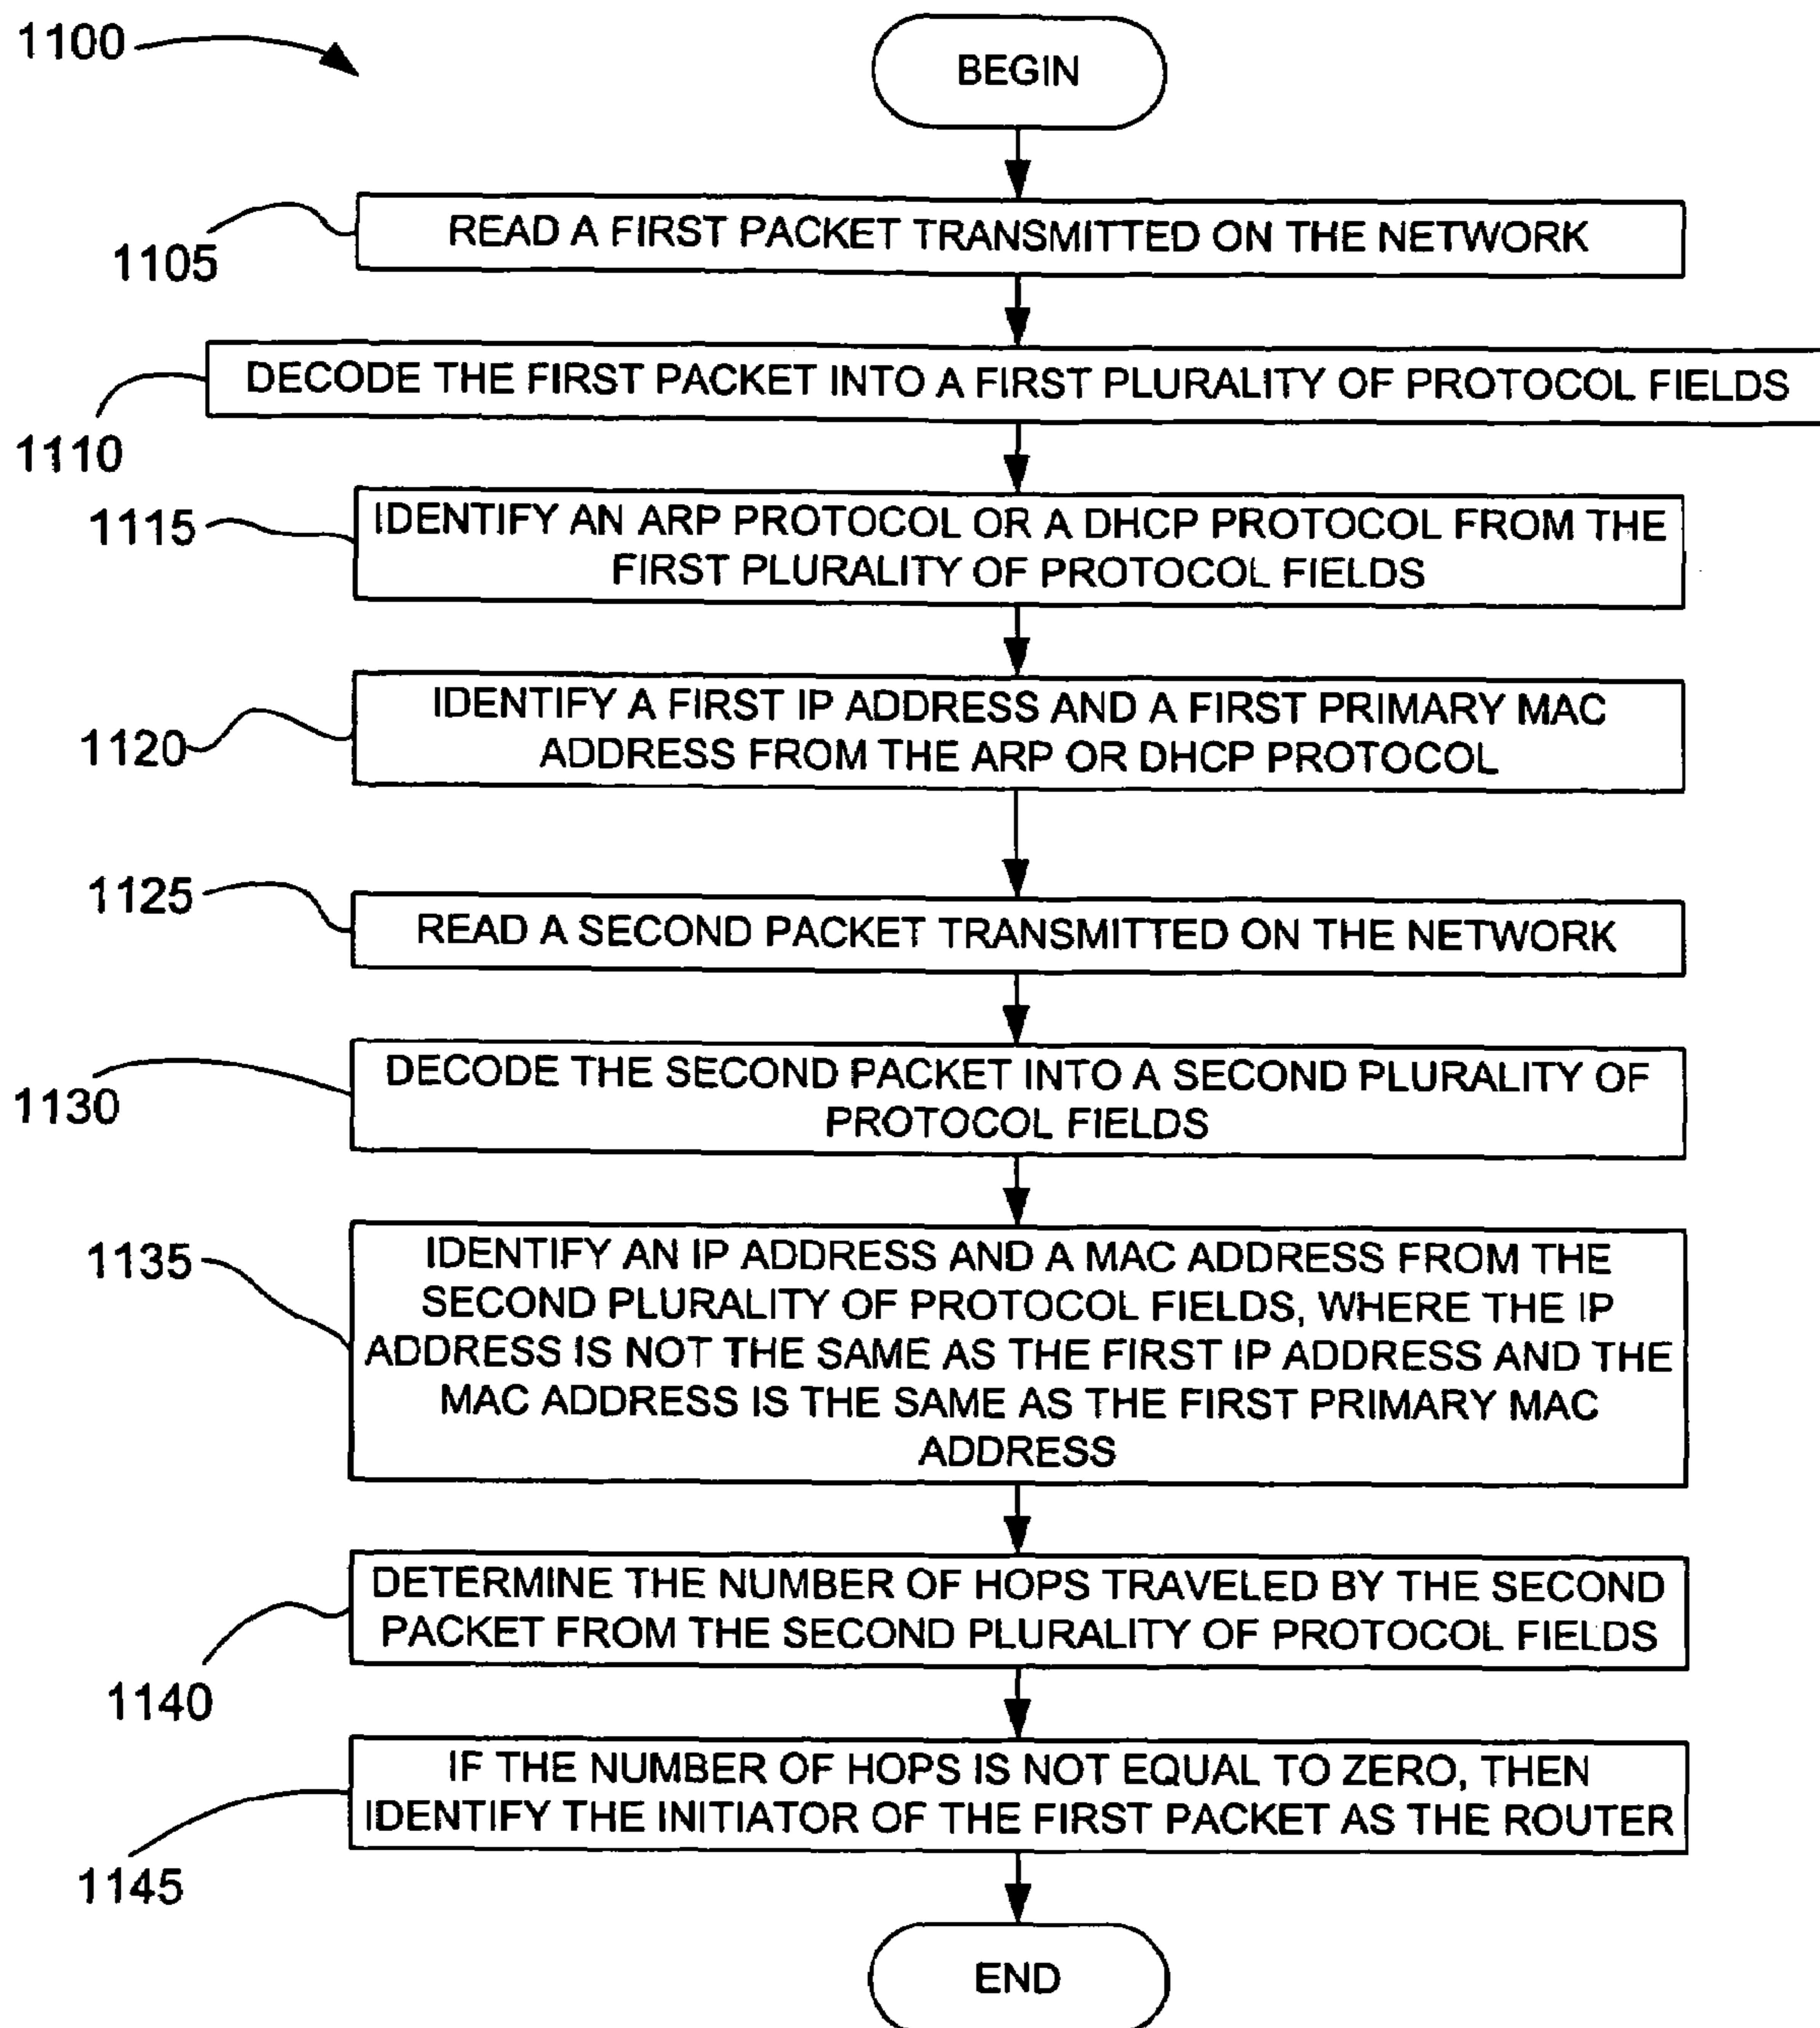 1100
BEGIN
READ A FIRST PACKET TRANSMITTED ON THE NETWORK
1105
DECODE THE FIRST PACKET INTO A FIRST PLURALITY OF PROTOCOL FIELDS
1110
1115
IDENTIFY AN ARP PROTOCOL OR A DHCP PROTOCOL FROM THE
FIRST PLURALITY OF PROTOCOL FIELDS
1120
IDENTIFY A FIRST IP ADDRESS AND A FIRST PRIMARY MAC
ADDRESS FROM THE ARP OR DHCP PROTOCOL
1125
READ A SECOND PACKET TRANSMITTED ON THE NETWORK
DECODE THE SECOND PACKET INTO A SECOND PLURALITY OF
PROTOCOL FIELDS
1130
1135
IDENTIFY AN IP ADDRESS AND A MAC ADDRESS FROM THE
SECOND PLURALITY OF PROTOCOL FIELDS, WHERE THE IP
ADDRESS IS NOT THE SAME AS THE FIRST IP ADDRESS AND THE
MAC ADDRESS IS THE SAME AS THE FIRST PRIMARY MAC
ADDRESS
DETERMINE THE NUMBER OF HOPS TRAVELED BY THE SECOND
PACKET FROM THE SECOND PLURALITY OF PROTOCOL FIELDS
1140
IF THE NUMBER OF HOPS IS NOT EQUAL TO ZERO, THEN
IDENTIFY THE INITIATOR OF THE FIRST PACKET AS THE ROUTER
1145
END